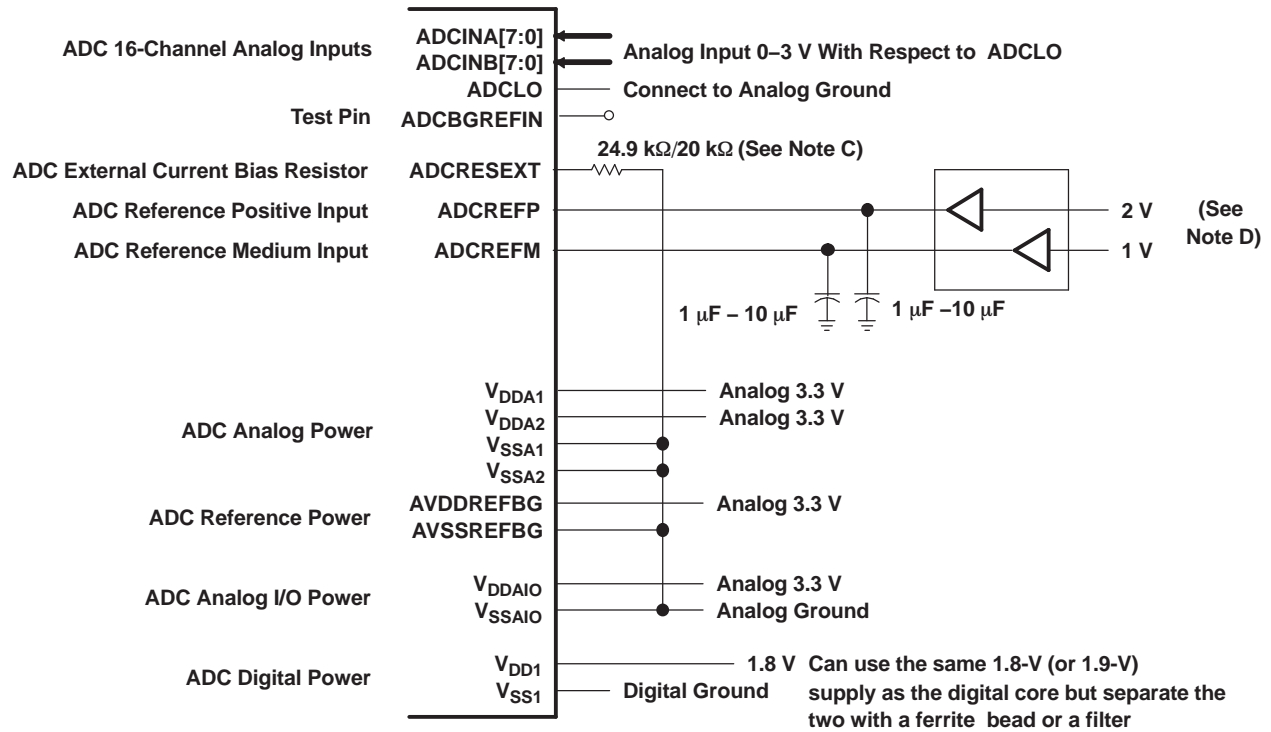 ADC 16-Channel Analog Inputs
ADCINA[7:0]
ADCINB[7:0]
Analog Input 0–3 V With Respect to ADCLO
ADCLO
Connect to Analog Ground
Test Pin
ADCBGREFIN
24.9 kΩ/20 kΩ (See Note C)
ADC External Current Bias Resistor
ADCRESEXT
ADC Reference Positive Input
ADCREFP
2 V
(See
Note D)
ADC Reference Medium Input
ADCREFM
1 V
1 μF – 10 μF
1 μF –10 μF
ADC Analog Power
VDDA1
Analog 3.3 V
VDDA2
Analog 3.3 V
VSSA1
VSSA2
ADC Reference Power
AVDDREFBG
Analog 3.3 V
AVSSREFBG
ADC Analog I/O Power
VDDAIO
Analog 3.3 V
VSSAIO
Analog Ground
ADC Digital Power
VDD1
1.8 V
Can use the same 1.8-V (or 1.9-V)
supply as the digital core but separate the
two with a ferrite bead or a filter
VSS1
Digital Ground